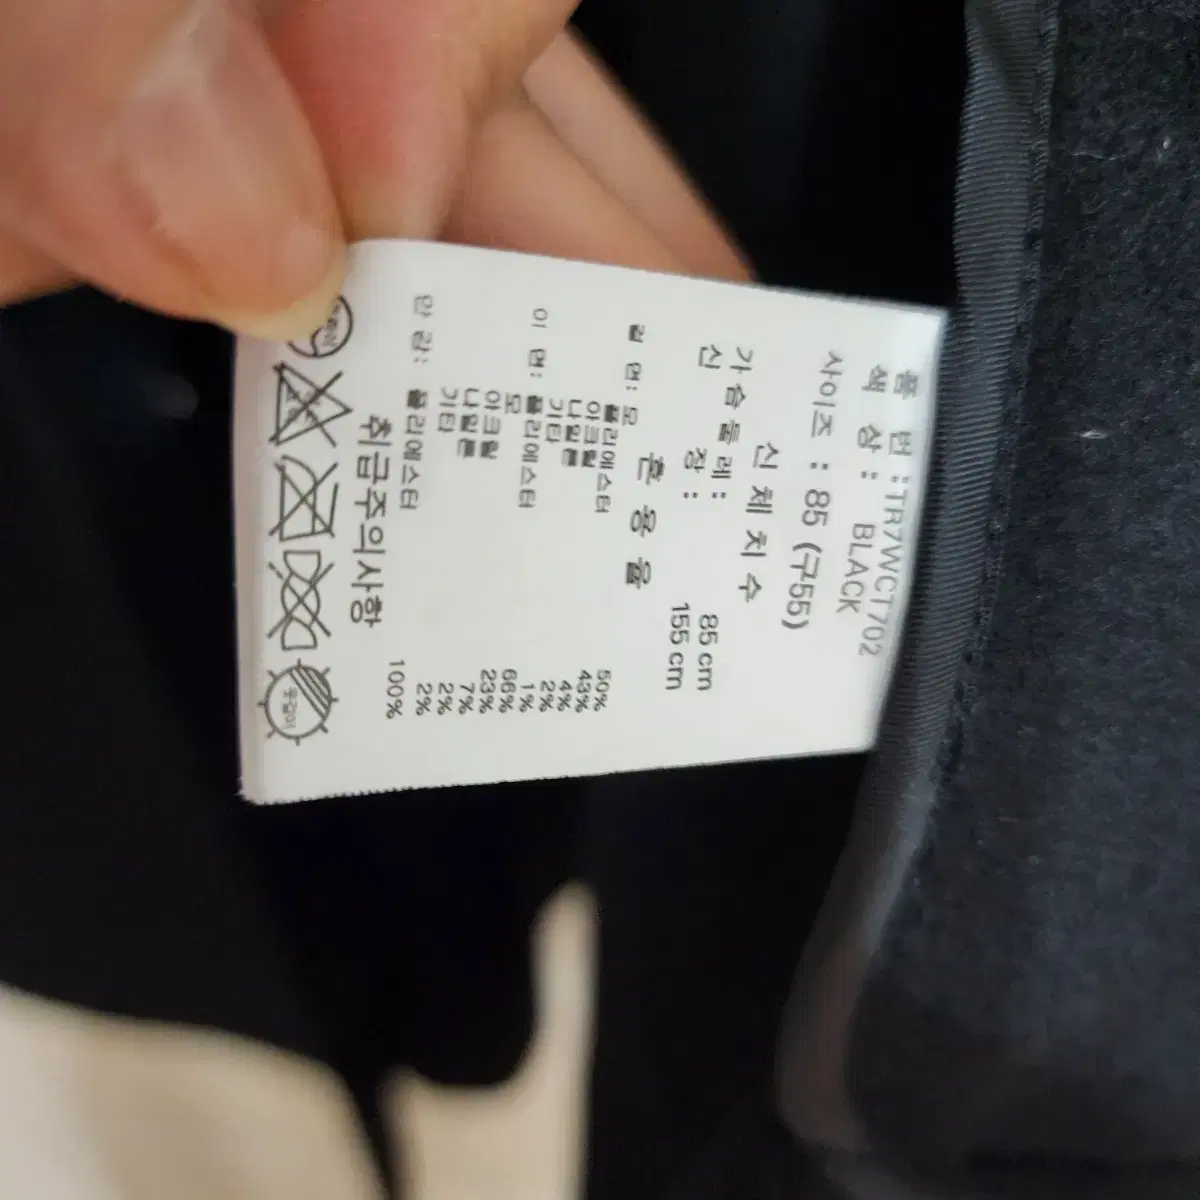 품 번 : TR7WCT702
색 상 : BLACK
사이즈 : 85 (구55)
신 체 치 수
가슴둘레: 85 cm
신 장 : 155 cm
혼 용 율
겉 면: 모 50%
폴리에스터 43%
아크릴 4%
나일론 2%
기타 1%
이 면: 폴리에스터 66%
모 23%
아크릴 7%
나일론 2%
기타 2%
안 감: 폴리에스터 100%
취급주의사항
옷걸이